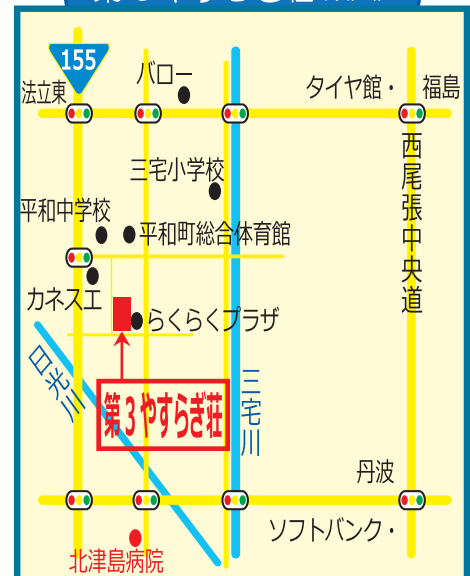 155
バロー
法立東
タイヤ館・
福島
三宅小学校
西尾張中央道
平和中学校
平和町総合体育館
カネスエ
らくらくプラザ
日光川
第3やすらぎ荘
三宅川
丹波
ソフトバンク・
北津島病院